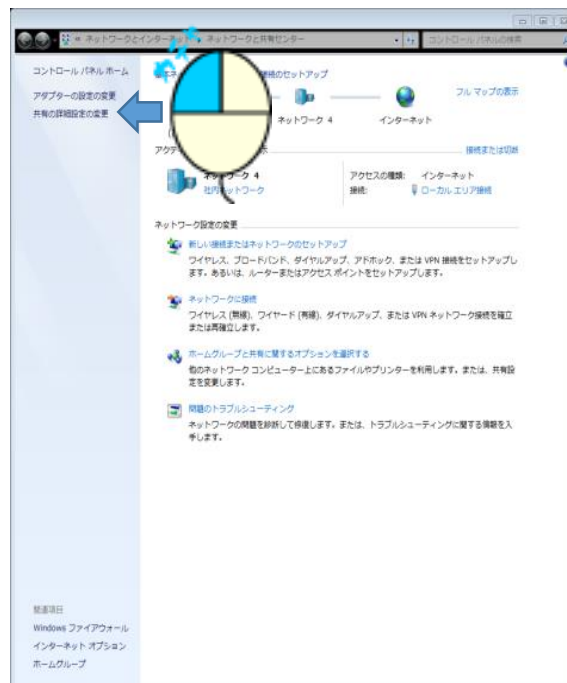 ネットワークとインターネット ▸ ネットワークと共有センター
コントロール パネルの検索
コントロール パネル ホーム
アダプターの設定の変更
共有の詳細設定の変更
接続のセットアップ
フル マップの表示
ネットワーク 4
インターネット
接続または切断
ネットワーク 4
社内ネットワーク
アクセスの種類:
インターネット
接続:
ローカル エリア接続
ネットワーク設定の変更
新しい接続またはネットワークのセットアップ
ワイヤレス、ブロードバンド、ダイヤルアップ、アドホック、または VPN 接続をセットアップし
ます。あるいは、ルーターまたはアクセス ポイントをセットアップします。
ネットワークに接続
ワイヤレス (無線)、ワイヤード (有線)、ダイヤルアップ、または VPN ネットワーク接続を確立
または再確立します。
ホームグループと共有に関するオプションを選択する
他のネットワーク コンピューター上にあるファイルやプリンターを利用します。または、共有設
定を変更します。
問題のトラブルシューティング
ネットワークの問題を診断して修復します。または、トラブルシューティングに関する情報を入
手します。
関連項目
Windows ファイアウォール
インターネット オプション
ホームグループ